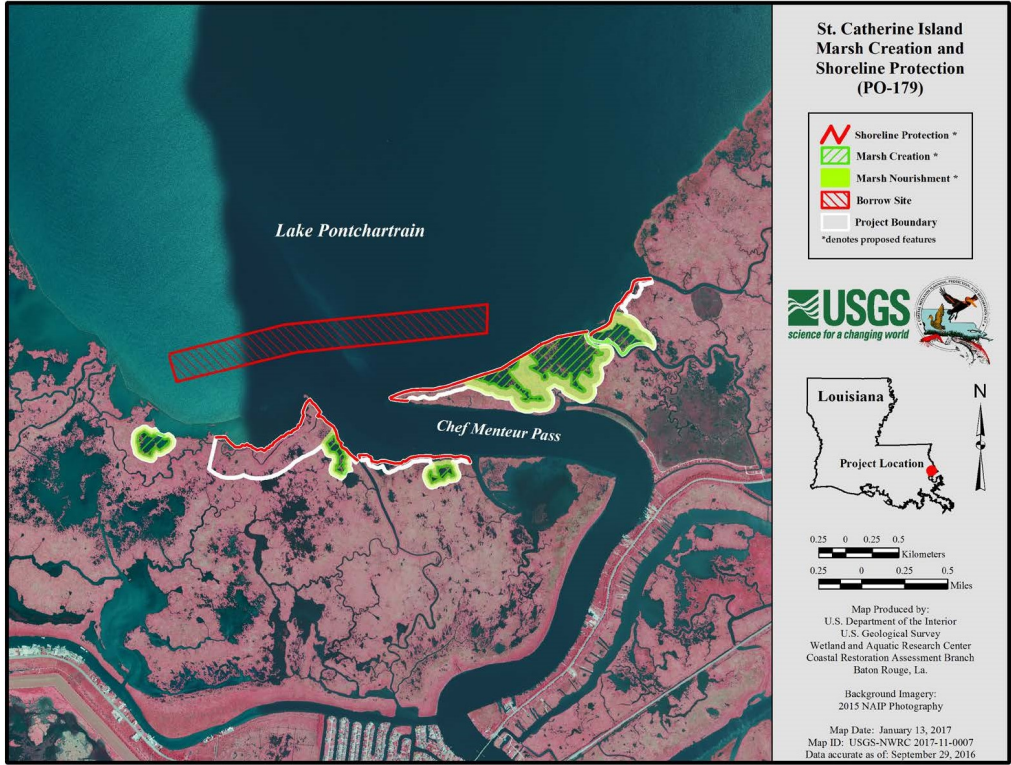 St. Catherine Island
Marsh Creation and
Shoreline Protection
(PO-179)
Shoreline Protection *
Marsh Creation *
Marsh Nourishment *
Borrow Site
Project Boundary
*denotes proposed features
Lake Pontchartrain
Chef Menteur Pass
USGS
science for a changing world
Louisiana
Project Location
N
0.25 0 0.25 0.5
Kilometers
0.25 0 0.25 0.5
Miles
Map Produced by:
U.S. Department of the Interior
U.S. Geological Survey
Wetland and Aquatic Research Center
Coastal Restoration Assessment Branch
Baton Rouge, La.
Background Imagery:
2015 NAIP Photography
Map Date: January 13, 2017
Map ID: USGS-NWRC 2017-11-0007
Data accurate as of: September 29, 2016